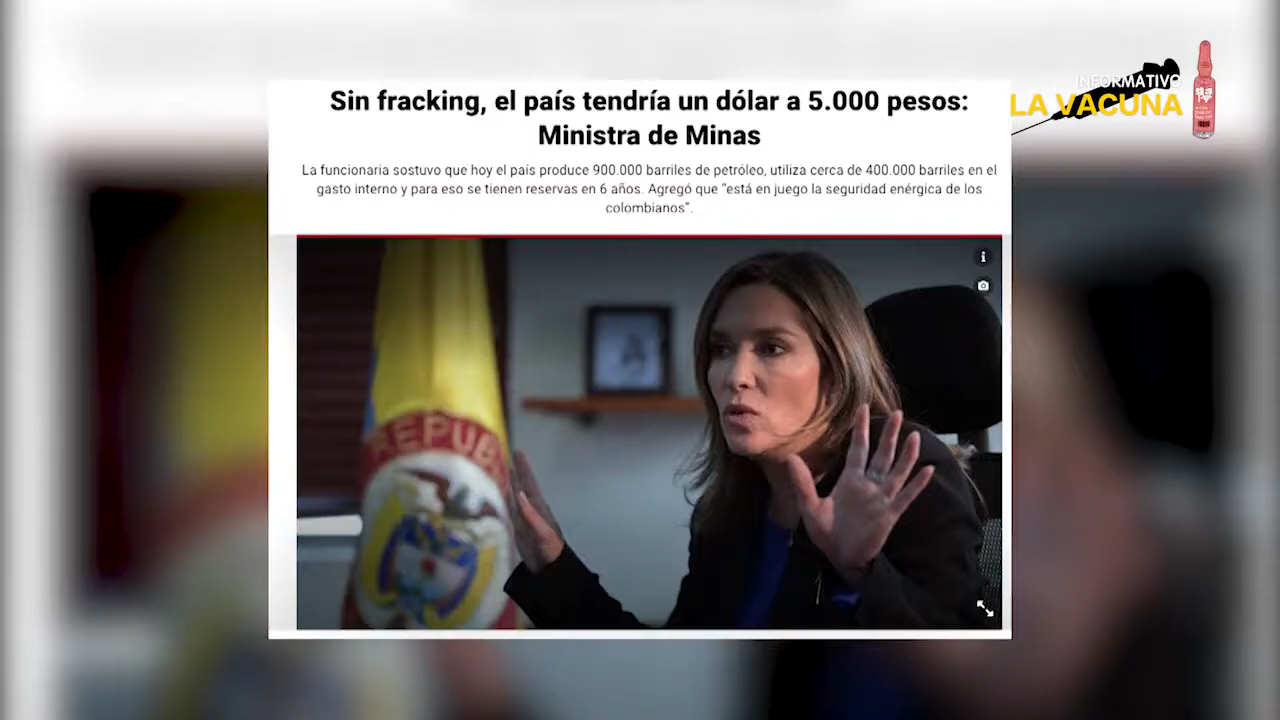 INFORMATIVO
LA VACUNA
Sin fracking, el país tendría un dólar a 5.000 pesos:
Ministra de Minas
La funcionaria sostuvo que hoy el país produce 900.000 barriles de petróleo, utiliza cerca de 400.000 barriles en el
gasto interno y para eso se tienen reservas en 6 años. Agregó que "está en juego la seguridad enérgica de los
colombianos".
REPUB